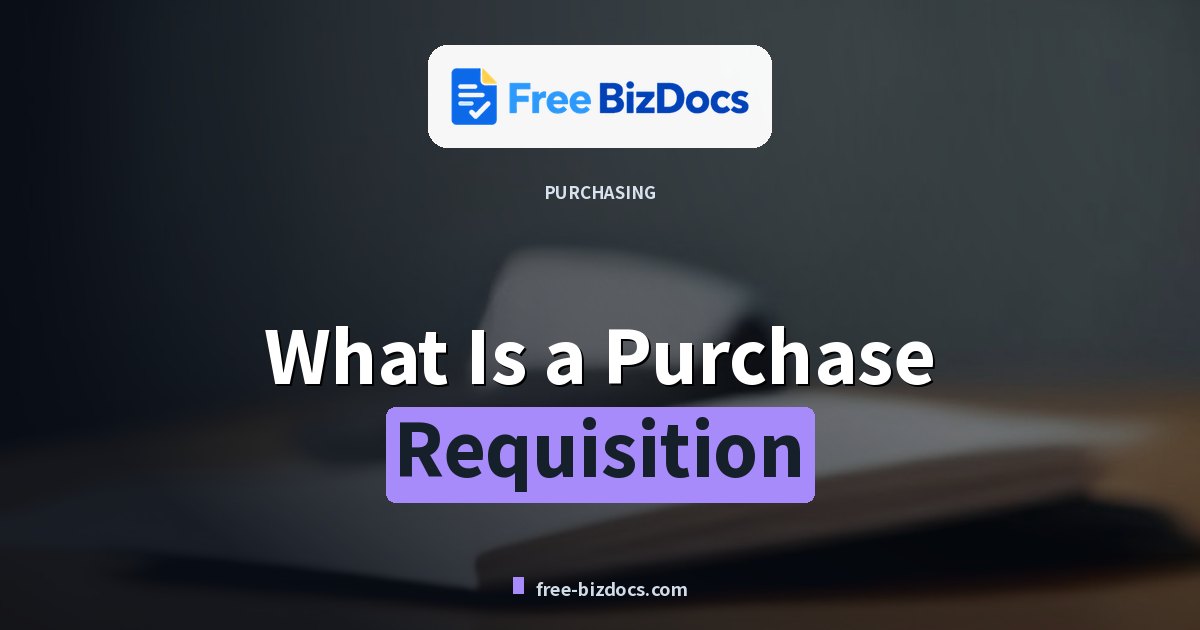 Free BizDocs
PURCHASING
What Is a Purchase
Requisition
free-bizdocs.com